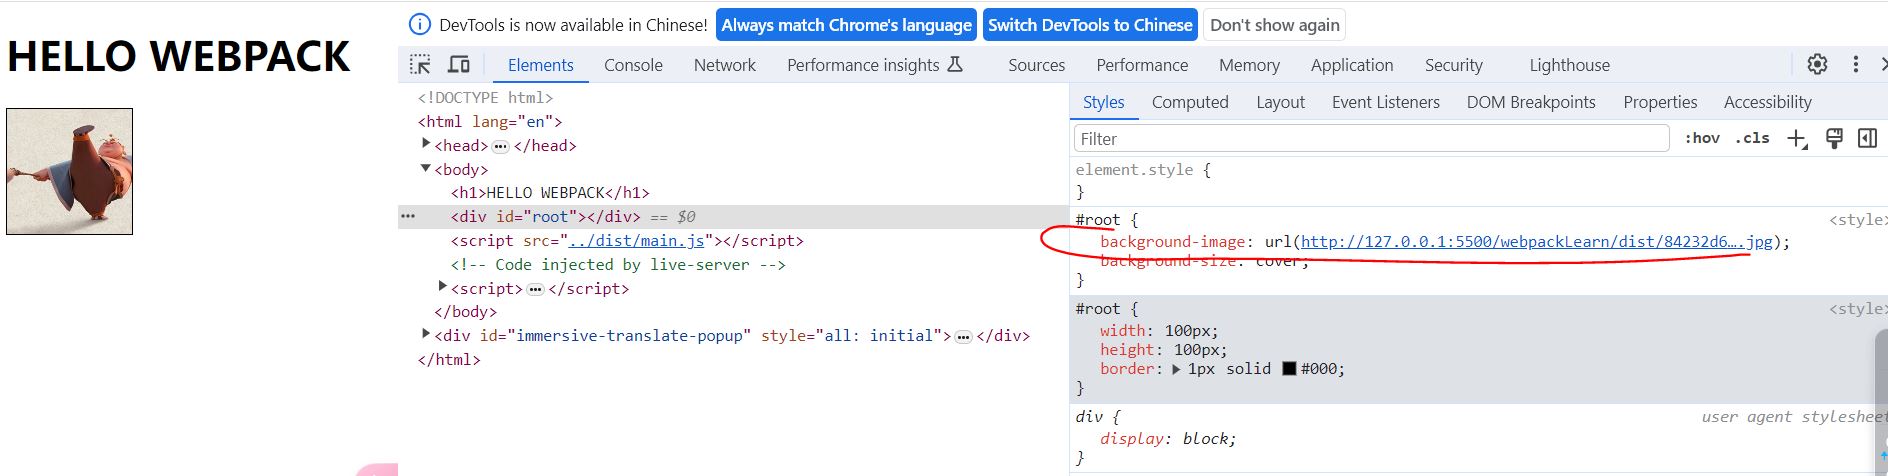 HELLO WEBPACK
DevTools is now available in Chinese! Always match Chrome's language Switch DevTools to Chinese Don't show again
Elements Console Network Performance insights Sources Performance Memory Application Security Lighthouse
<!DOCTYPE html>
<html lang="en">
<head> ••• </head>
<body>
<h1>HELLO WEBPACK</h1>
<div id="root"></div> == $0
<script src="../dist/main.js"></script>
<!-- Code injected by live-server -->
<script> ••• </script>
</body>
<div id="immersive-translate-popup" style="all: initial"> ••• </div>
</html>
Styles Computed Layout Event Listeners DOM Breakpoints Properties Accessibility
Filter :hov .cls
element.style {
}
#root { <style>
background-image: url(http://127.0.0.1:5500/webpackLearn/dist/84232d6….jpg);
background-size: cover;
}
#root { <style>
width: 100px;
height: 100px;
border: 1px solid #000;
}
div { user agent stylesheet
display: block;
}